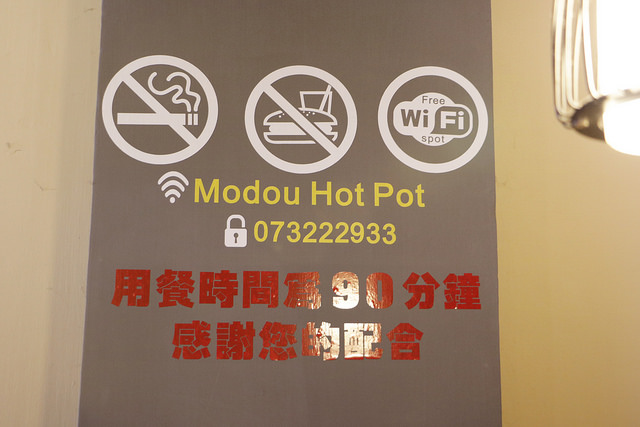 Free
Wi Fi
spot
Modou Hot Pot
073222933
用餐時間為90分鐘
感謝您的配合